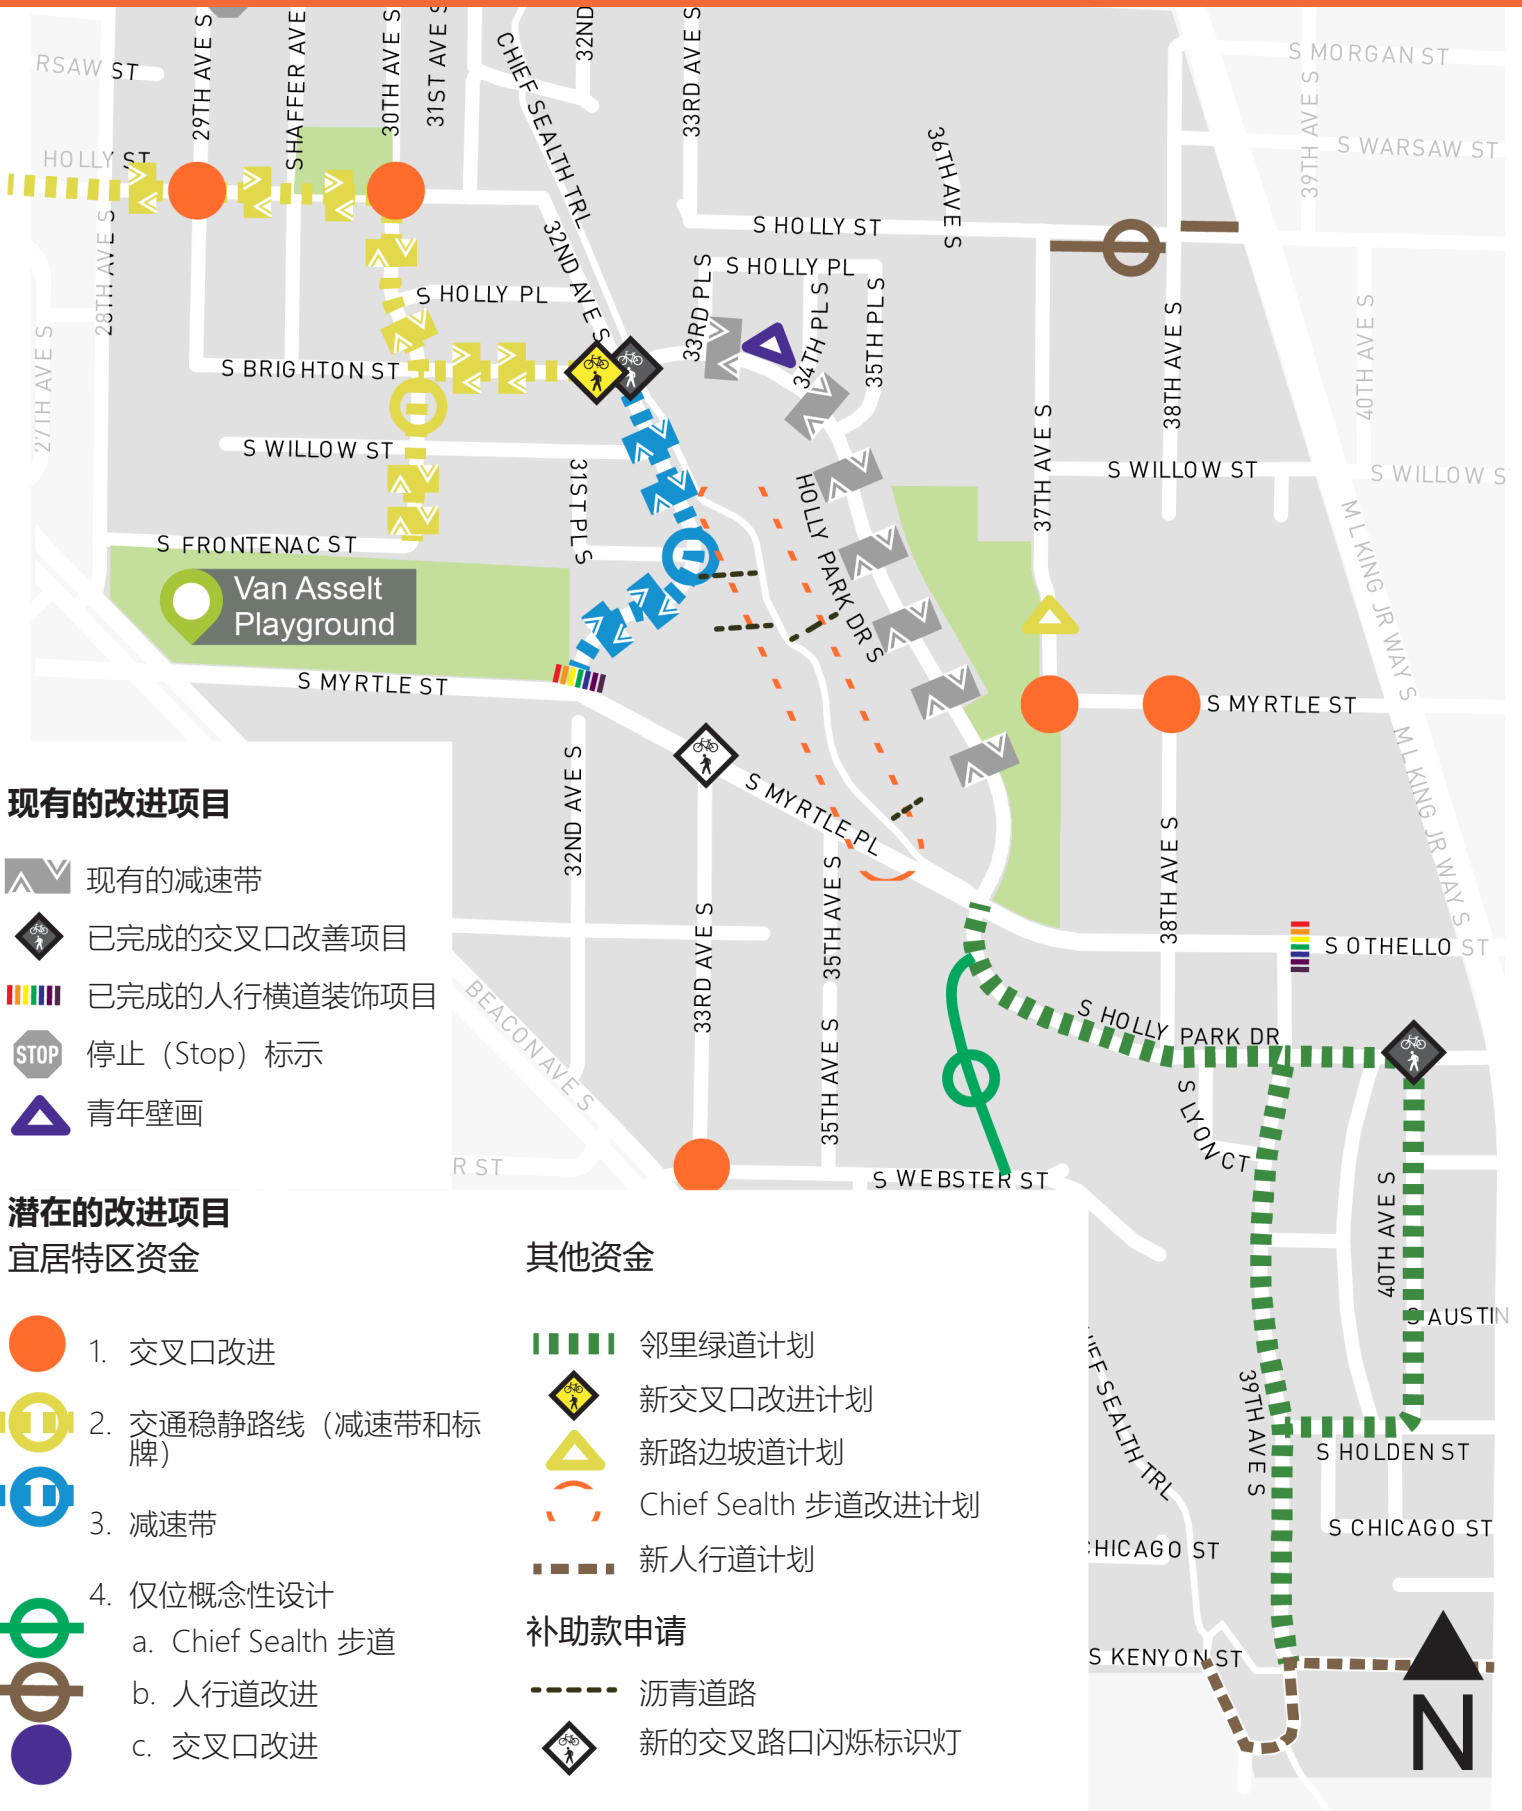 29TH AVE S
SHAFFER AVE
30TH AVE S
31ST AVE S
CHIEF SEALTH TRL
32ND
33RD AVE S
36TH AVE S
S MORGAN ST
39TH AVE S
S WARSAW ST
RSAW ST
HOLLY ST
28TH AVE S
27TH AVE S
32ND AVE S
S HOLLY ST
S HOLLY PL
33RD PL S
34TH PL S
35TH PL S
S HOLLY PL
S BRIGHTON ST
S WILLOW ST
31ST PL S
S FRONTENAC ST
Van Asselt
Playground
HOLLY PARK DR S
37TH AVE S
38TH AVE S
40TH AVE S
S WILLOW ST
S WILLOW S
M L KING JR WAY S
M L KING JR WAY S
S MYRTLE ST
S MYRTLE ST
S MYRTLE PL
32ND AVE S
33RD AVE S
35TH AVE S
35TH AVE S
38TH AVE S
S OTHELLO ST
S HOLLY PARK DR
S LYON CT
BEACON AVE S
R ST
S WEBSTER ST
40TH AVE S
S AUSTIN
39TH AVE S
S HOLDEN ST
S CHICAGO ST
HIEF SEALTH TRL
CHICAGO ST
S KENYON ST
N
现有的改进项目
现有的减速带
已完成的交叉口改善项目
已完成的人行横道装饰项目
STOP
停止（Stop）标示
青年壁画
潜在的改进项目
宜居特区资金
1. 交叉口改进
2. 交通稳静路线（减速带和标
牌）
3. 减速带
4. 仅位概念性设计
a. Chief Sealth 步道
b. 人行道改进
c. 交叉口改进
其他资金
邻里绿道计划
新交叉口改进计划
新路边坡道计划
Chief Sealth 步道改进计划
新人行道计划
补助款申请
沥青道路
新的交叉路口闪烁标识灯